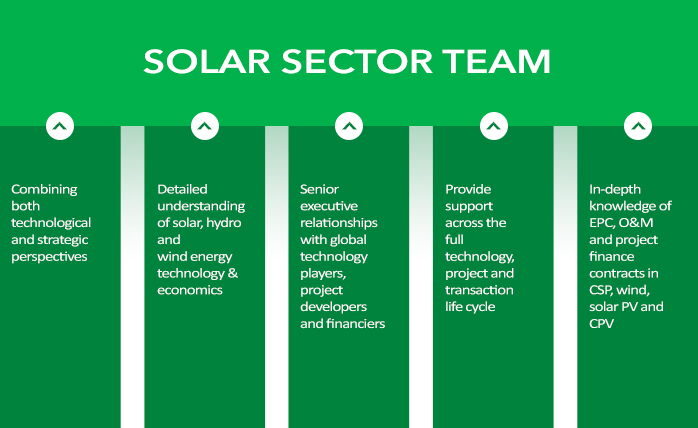 SOLAR SECTOR TEAM
Combining
both
technological
and strategic
perspectives
Detailed
understanding
of solar, hydro
and
wind energy
technology &
economics
Senior
executive
relationships
with global
technology
players,
project
developers
and financiers
Provide
support
across the
full
technology,
project and
transaction
life cycle
In-depth
knowledge of
EPC, O&M
and project
finance
contracts in
CSP, wind,
solar PV and
CPV